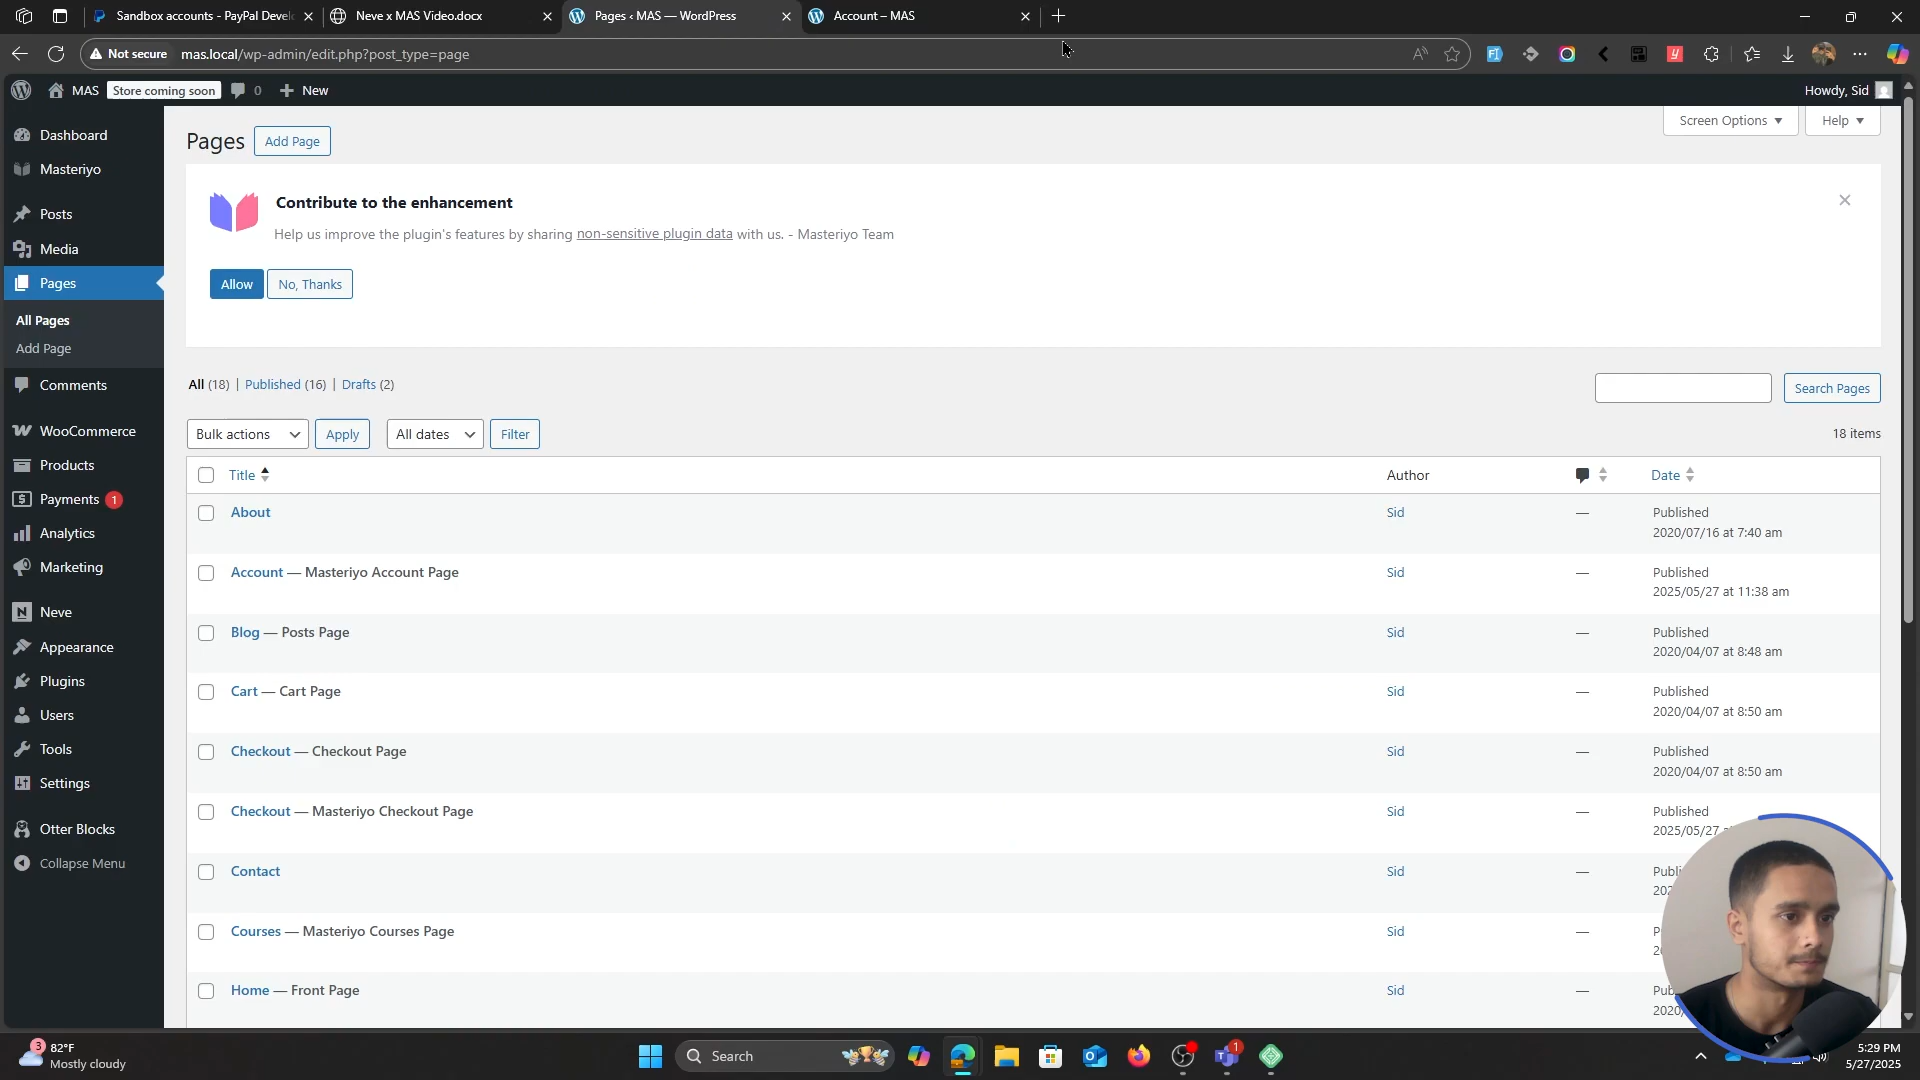 Sandbox accounts - PayPal Devel
Neve x MAS Video.docx
Pages ‹ MAS — WordPress
Account – MAS
Not secure
mas.local/wp-admin/edit.php?post_type=page
MAS
Store coming soon
0
New
Howdy, Sid
Dashboard
Masteriyo
Posts
Media
Pages
All Pages
Add Page
Comments
WooCommerce
Products
Payments 1
Analytics
Marketing
Neve
Appearance
Plugins
Users
Tools
Settings
Otter Blocks
Collapse Menu
Screen Options
Help
Pages
Add Page
Contribute to the enhancement
Help us improve the plugin's features by sharing non-sensitive plugin data with us. - Masteriyo Team
Allow
No, Thanks
All (18) | Published (16) | Drafts (2)
Search Pages
Bulk actions
Apply
All dates
Filter
18 items
Title
Author
Date
About
Sid
—
Published
2020/07/16 at 7:40 am
Account — Masteriyo Account Page
Sid
—
Published
2025/05/27 at 11:38 am
Blog — Posts Page
Sid
—
Published
2020/04/07 at 8:48 am
Cart — Cart Page
Sid
—
Published
2020/04/07 at 8:50 am
Checkout — Checkout Page
Sid
—
Published
2020/04/07 at 8:50 am
Checkout — Masteriyo Checkout Page
Sid
—
Published
2025/05/27
Contact
Sid
—
Courses — Masteriyo Courses Page
Sid
—
Home — Front Page
Sid
—
3
82°F
Mostly cloudy
Search
1
5:29 PM
5/27/2025